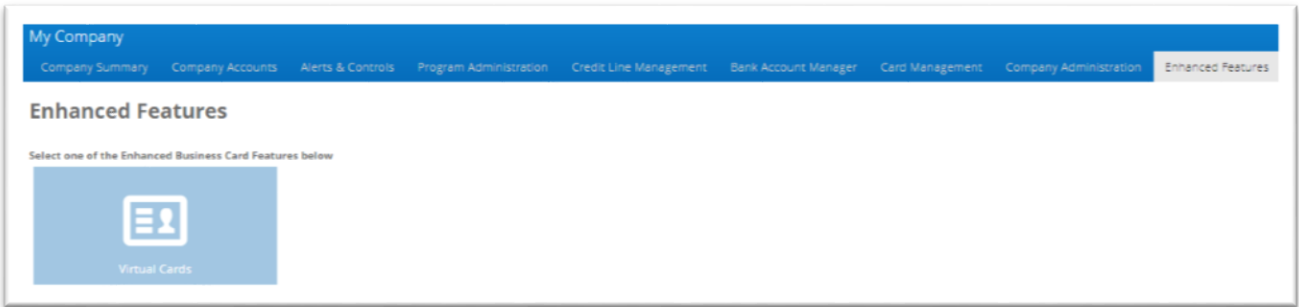 My Company
Company Summary Company Accounts Alerts & Controls Program Administration Credit Line Management Bank Account Manager Card Management Company Administration Enhanced Features
Enhanced Features
Select one of the Enhanced Business Card Features below
Virtual Cards